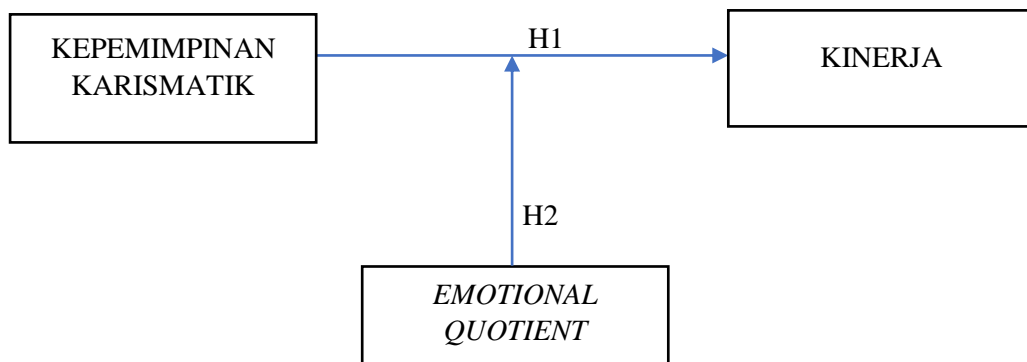 KEPEMIMPINAN
KARISMATIK
H1
KINERJA
H2
EMOTIONAL
QUOTIENT